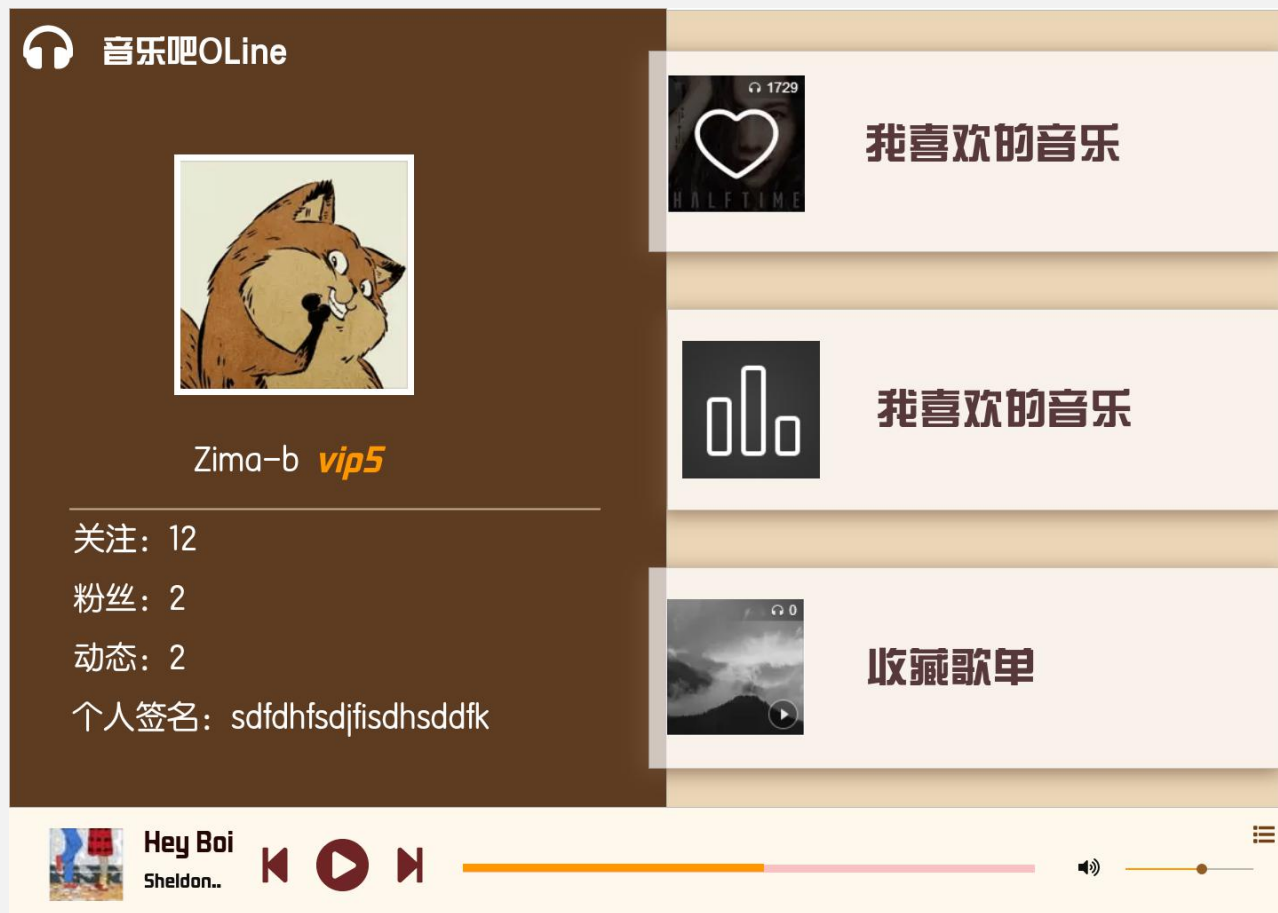 音乐吧OLine
Zima-b vip5
关注：12
粉丝：2
动态：2
个人签名：sdfdhfsdjfisdhsddfk
1729
HALFTIME
我喜欢的音乐
我喜欢的音乐
0
收藏歌单
Hey Boi
Sheldon..